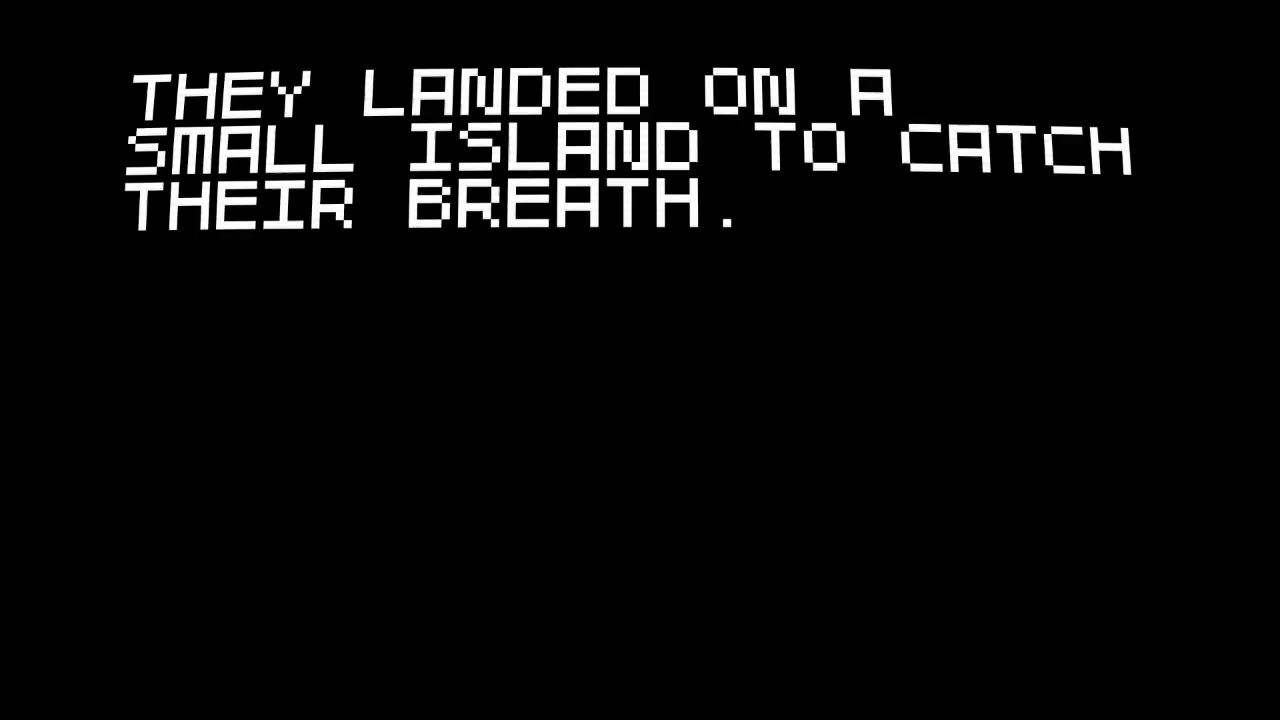 THEY LANDED ON A
SMALL ISLAND TO CATCH
THEIR BREATH.